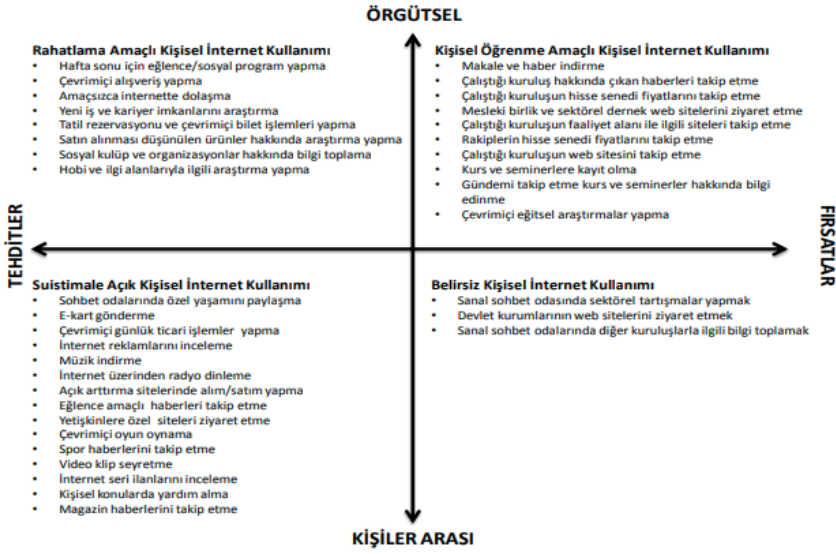 ÖRGÜTSEL
Rahatlama Amaçlı Kişisel İnternet Kullanımı
• Hafta sonu için eğlence/sosyal program yapma
• Çevrimiçi alışveriş yapma
• Amaçsızca internette dolaşma
• Yeni iş ve kariyer imkanlarını araştırma
• Tatil rezervasyonu ve çevrimiçi bilet işlemleri yapma
• Satın alınması düşünülen ürünler hakkında araştırma yapma
• Sosyal kulüp ve organizasyonlar hakkında bilgi toplama
• Hobi ve ilgi alanlarıyla ilgili araştırma yapma
Kişisel Öğrenme Amaçlı Kişisel İnternet Kullanımı
• Makale ve haber indirme
• Çalıştığı kuruluş hakkında çıkan haberleri takip etme
• Çalıştığı kuruluşun hisse senedi fiyatlarını takip etme
• Mesleki birlik ve sektörel dernek web sitelerini ziyaret etme
• Çalıştığı kuruluşun faaliyet alanı ile ilgili siteleri takip etme
• Rakiplerin hisse senedi fiyatlarını takip etme
• Çalıştığı kuruluşun web sitesini takip etme
• Kurs ve seminerlere kayıt olma
• Gündemi takip etme kurs ve seminerler hakkında bilgi
edinme
• Çevrimiçi eğitsel araştırmalar yapma
TEHDİTLER
FIRSATLAR
Suistimale Açık Kişisel İnternet Kullanımı
• Sohbet odalarında özel yaşamını paylaşma
• E-kart gönderme
• Çevrimiçi günlük ticari işlemler yapma
• İnternet reklamlarını inceleme
• Müzik indirme
• İnternet üzerinden radyo dinleme
• Açık arttırma sitelerinde alım/satım yapma
• Eğlence amaçlı haberleri takip etme
• Yetişkinlere özel siteleri ziyaret etme
• Çevrimiçi oyun oynama
• Spor haberlerini takip etme
• Video klip seyretme
• İnternet seri ilanlarını inceleme
• Kişisel konularda yardım alma
• Magazin haberlerini takip etme
Belirsiz Kişisel İnternet Kullanımı
• Sanal sohbet odasında sektörel tartışmalar yapmak
• Devlet kurumlarının web sitelerini ziyaret etmek
• Sanal sohbet odalarında diğer kuruluşlarla ilgili bilgi toplamak
KİŞİLER ARASI